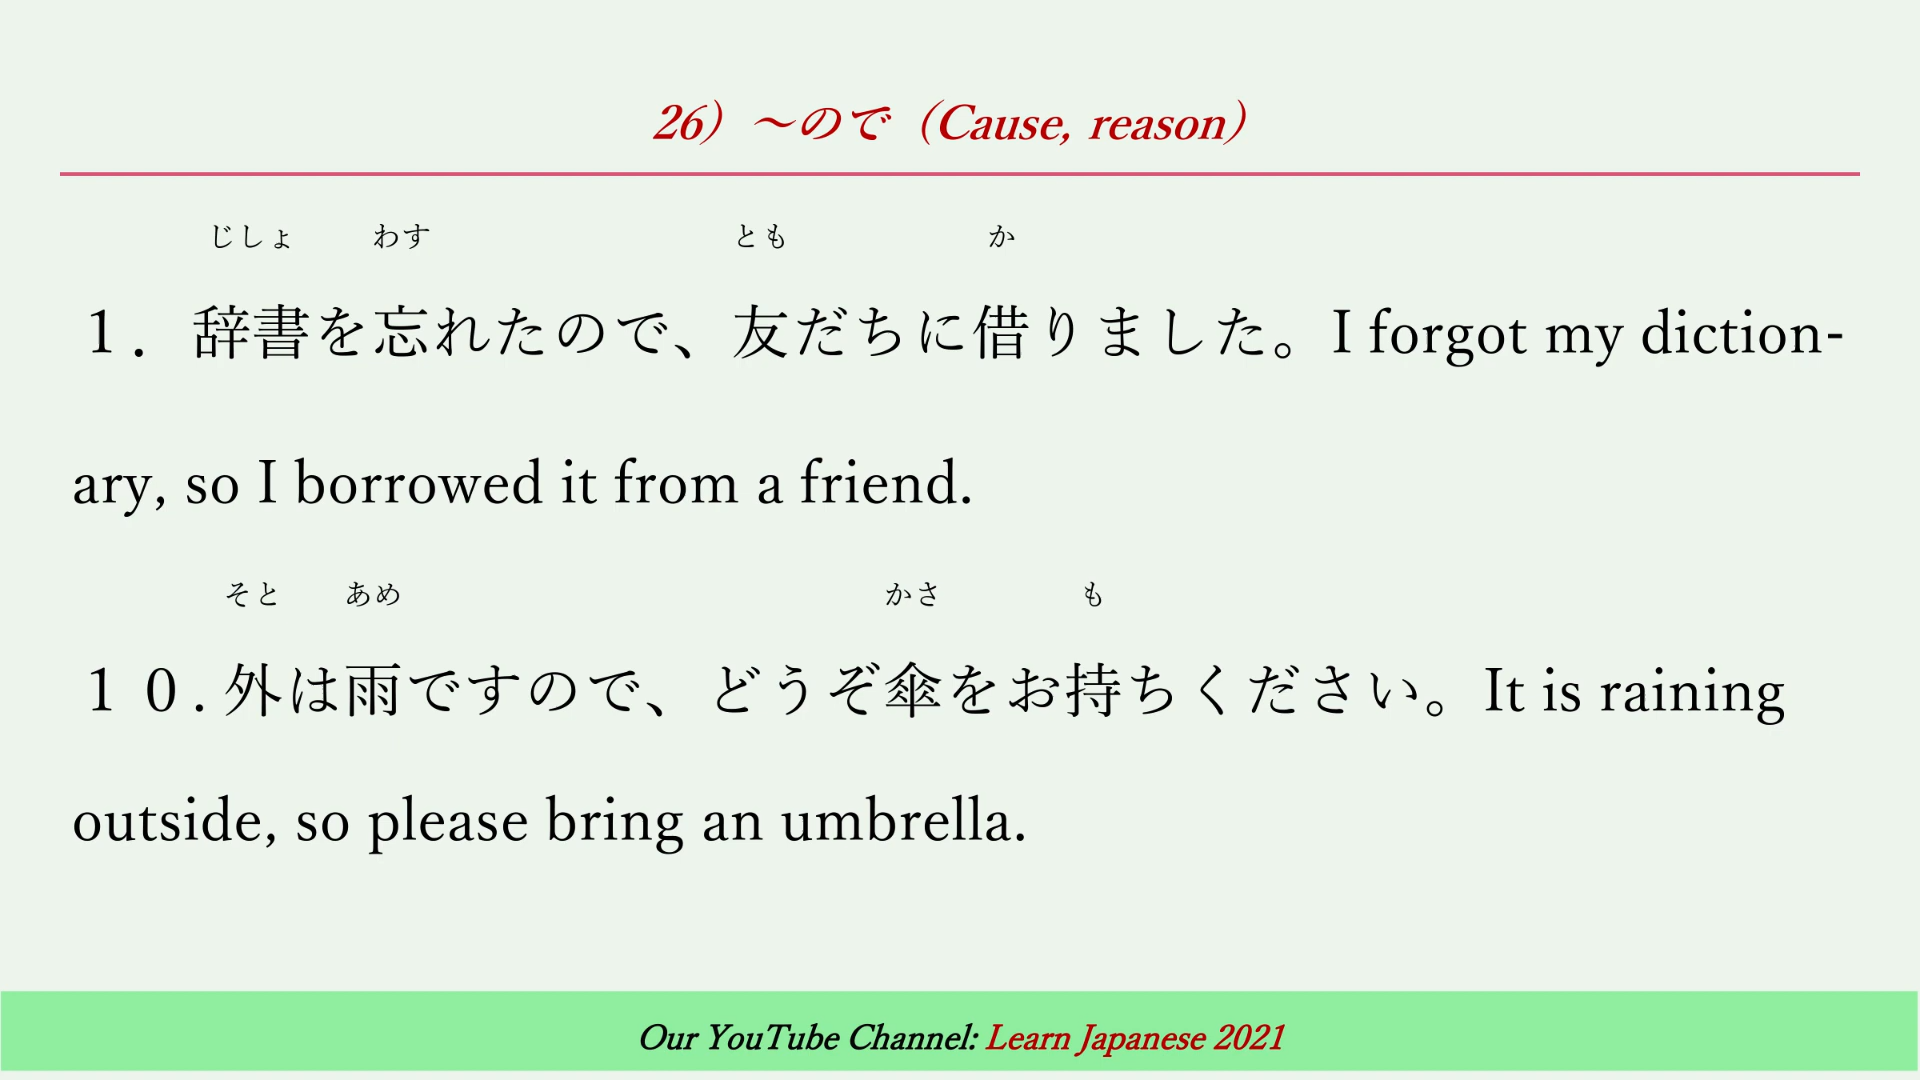 26）～ので（Cause, reason）
じしょ わす とも か
１．辞書を忘れたので、友だちに借りました。I forgot my diction-
ary, so I borrowed it from a friend.
そと あめ かさ も
１０．外は雨ですので、どうぞ傘をお持ちください。It is raining
outside, so please bring an umbrella.
Our YouTube Channel: Learn Japanese 2021